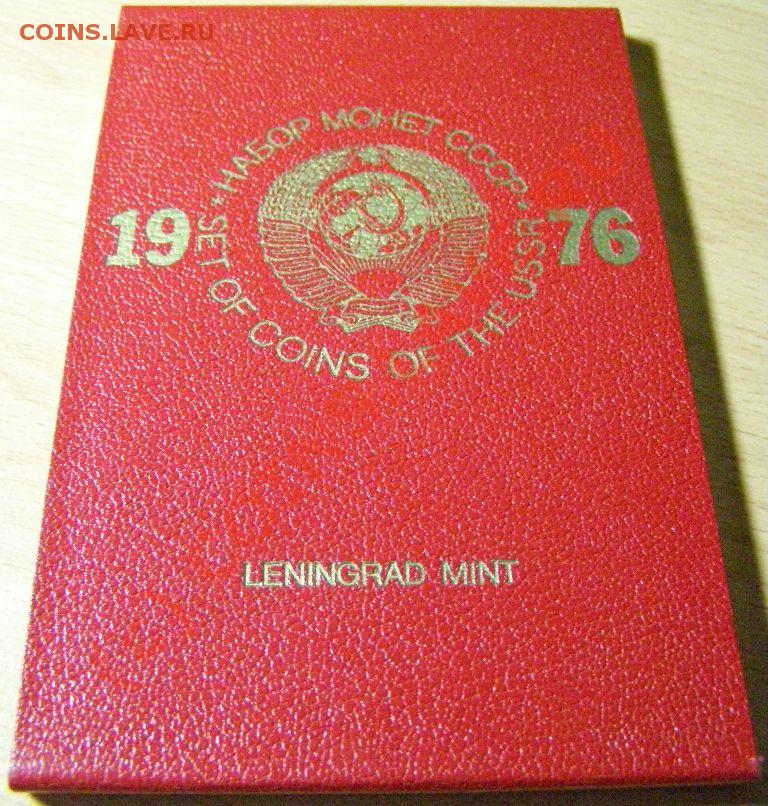 COINS.LAVE.RU
* НАБОР МОНЕТ СССР *
19 76
SET OF COINS OF THE USSR
LENINGRAD MINT